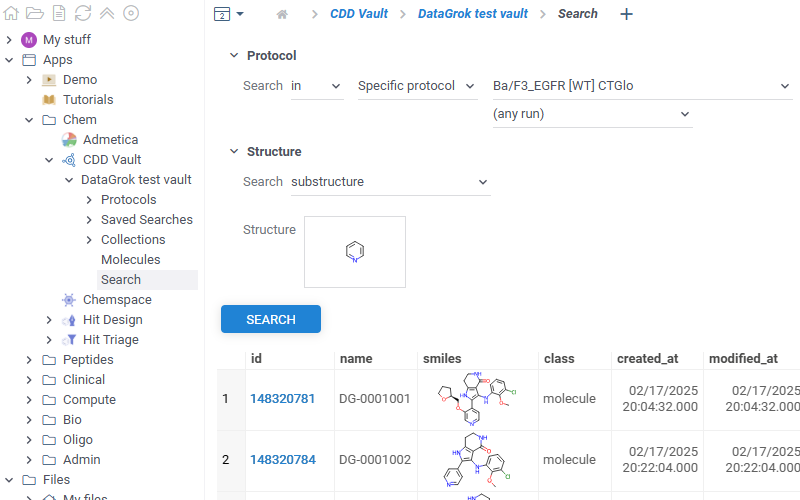 2
CDD Vault
DataGrok test vault
Search
M
My stuff
Apps
Demo
Tutorials
Chem
Admetica
CDD Vault
DataGrok test vault
Protocols
Saved Searches
Collections
Molecules
Search
Chemspace
Hit Design
Hit Triage
Peptides
Clinical
Compute
Bio
Oligo
Admin
Files
My files
Protocol
Search in Specific protocol Ba/F3_EGFR [WT] CTGlo
(any run)
Structure
Search substructure
Structure
N
SEARCH
id name smiles class created_at modified_at
1 148320781 DG-0001001 molecule 02/17/2025 20:04:32.000 02/17/2025 20:04:32.000
2 148320784 DG-0001002 molecule 02/17/2025 20:22:04.000 02/17/2025 20:22:04.000